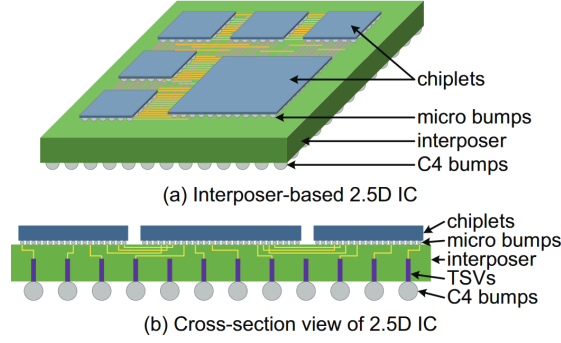 chiplets
micro bumps
interposer
C4 bumps
(a) Interposer-based 2.5D IC
chiplets
micro bumps
interposer
TSVs
C4 bumps
(b) Cross-section view of 2.5D IC